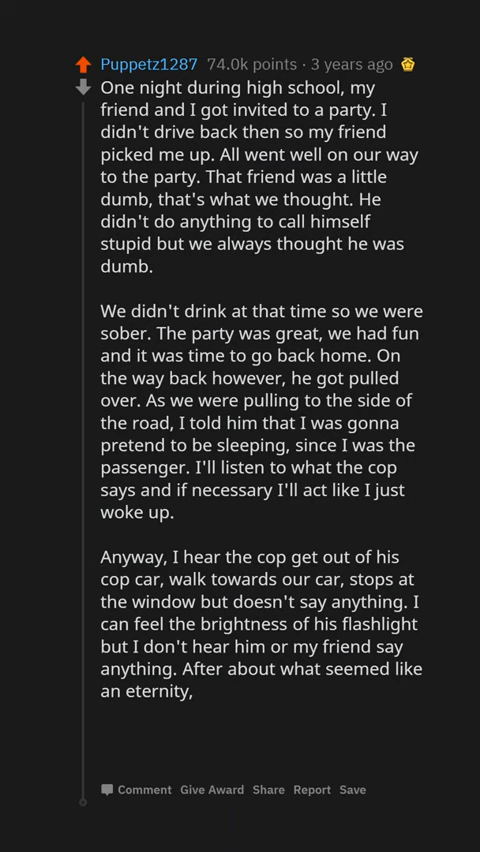 Puppetz1287 74.0k points · 3 years ago
One night during high school, my
friend and I got invited to a party. I
didn't drive back then so my friend
picked me up. All went well on our way
to the party. That friend was a little
dumb, that's what we thought. He
didn't do anything to call himself
stupid but we always thought he was
dumb.
We didn't drink at that time so we were
sober. The party was great, we had fun
and it was time to go back home. On
the way back however, he got pulled
over. As we were pulling to the side of
the road, I told him that I was gonna
pretend to be sleeping, since I was the
passenger. I'll listen to what the cop
says and if necessary I'll act like I just
woke up.
Anyway, I hear the cop get out of his
cop car, walk towards our car, stops at
the window but doesn't say anything. I
can feel the brightness of his flashlight
but I don't hear him or my friend say
anything. After about what seemed like
an eternity,
Comment Give Award Share Report Save